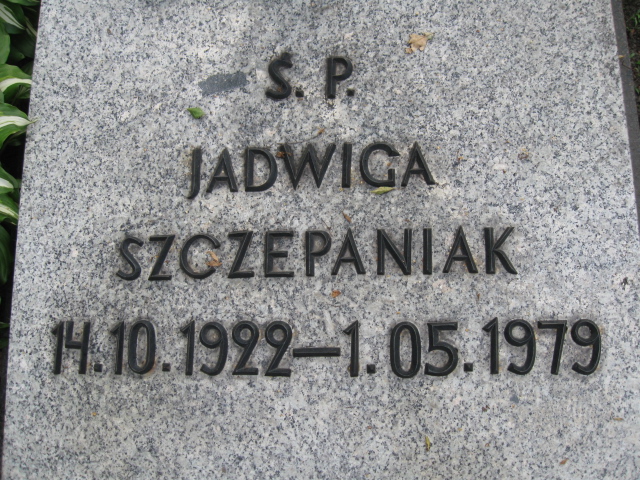 Ś. P.
JADWIGA
SZCZEPANIAK
14.10.1922—1.05.1979